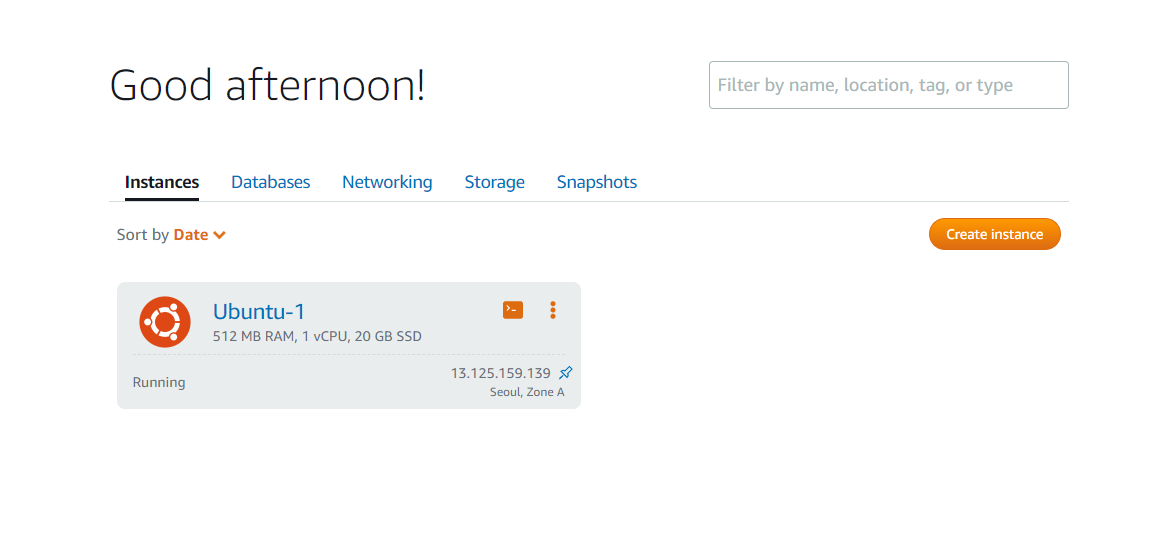 Good afternoon!
Filter by name, location, tag, or type
Instances Databases Networking Storage Snapshots
Sort by Date
Create instance
Ubuntu-1
512 MB RAM, 1 vCPU, 20 GB SSD
Running
13.125.159.139
Seoul, Zone A